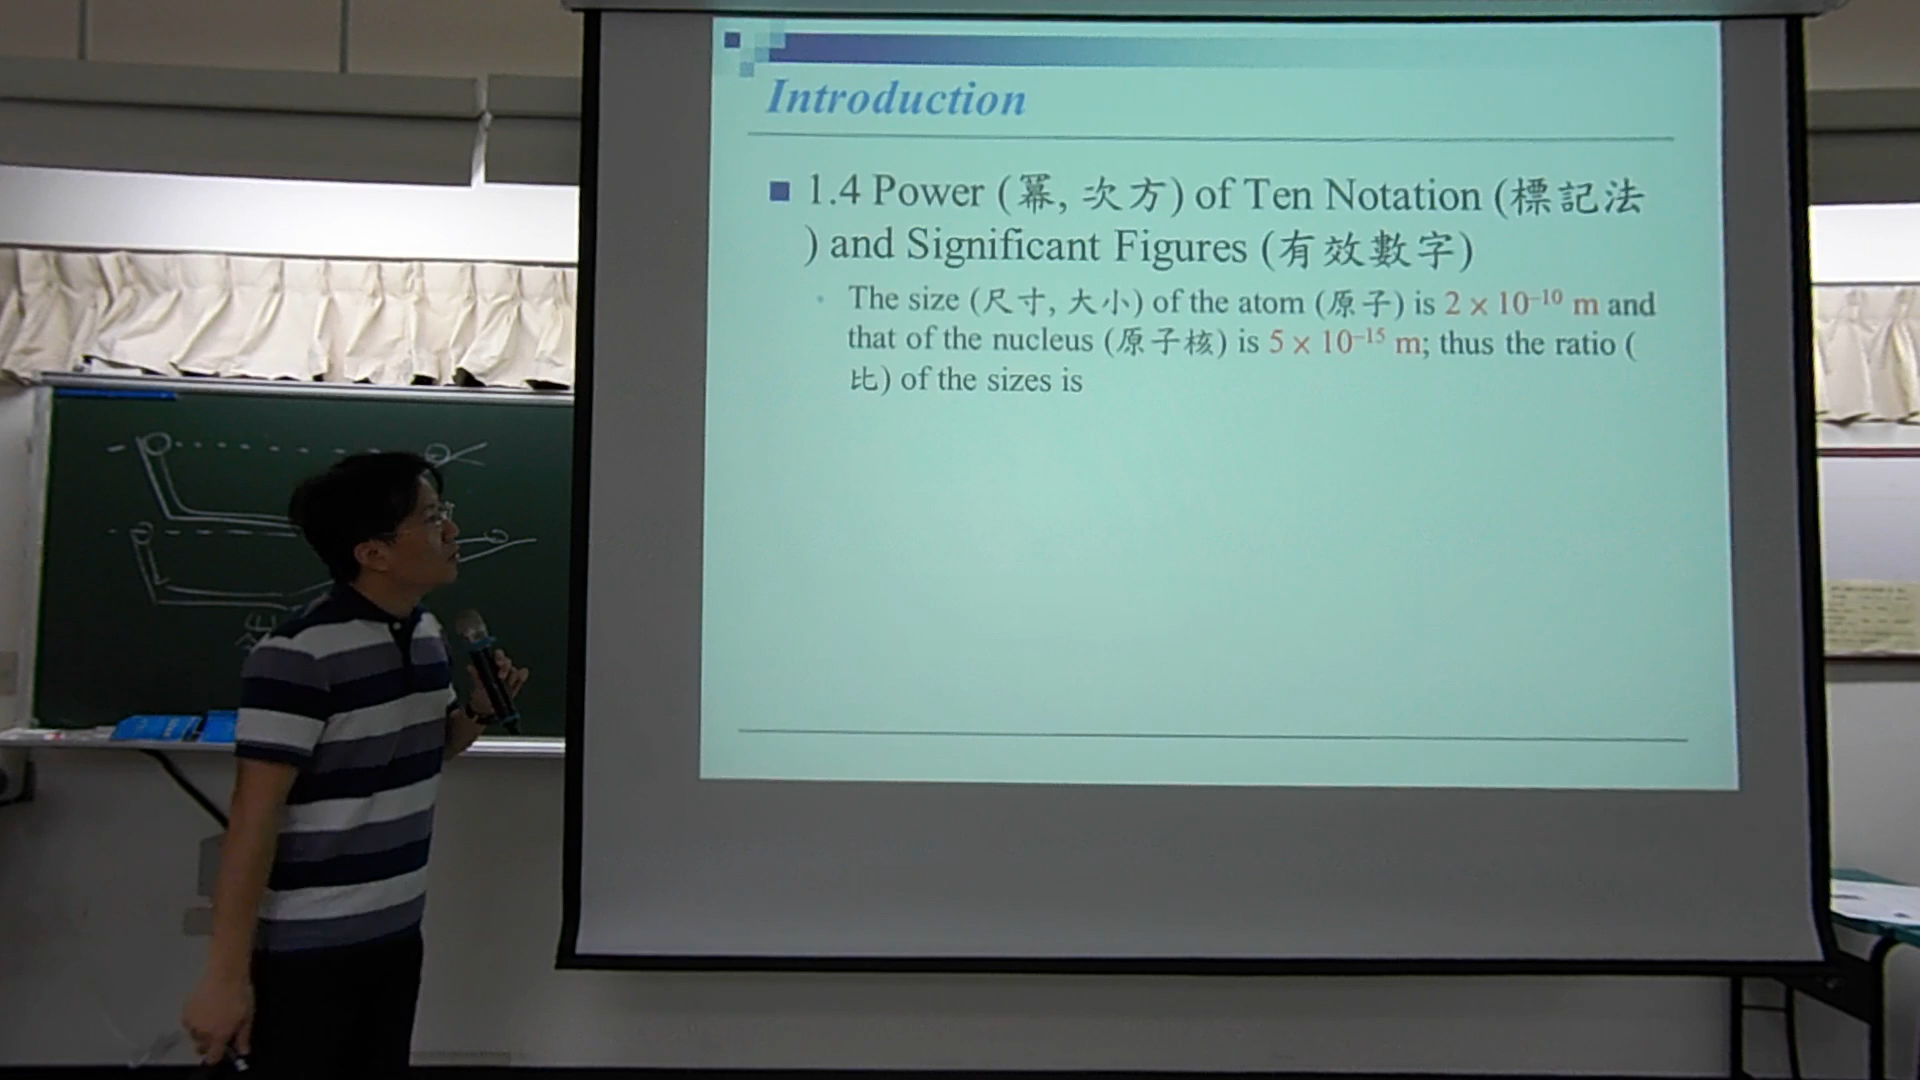 Introduction
1.4 Power (冪, 次方) of Ten Notation (標記法
) and Significant Figures (有效數字)
The size (尺寸, 大小) of the atom (原子) is 2 × 10⁻¹⁰ m and
that of the nucleus (原子核) is 5 × 10⁻¹⁵ m; thus the ratio (
比) of the sizes is